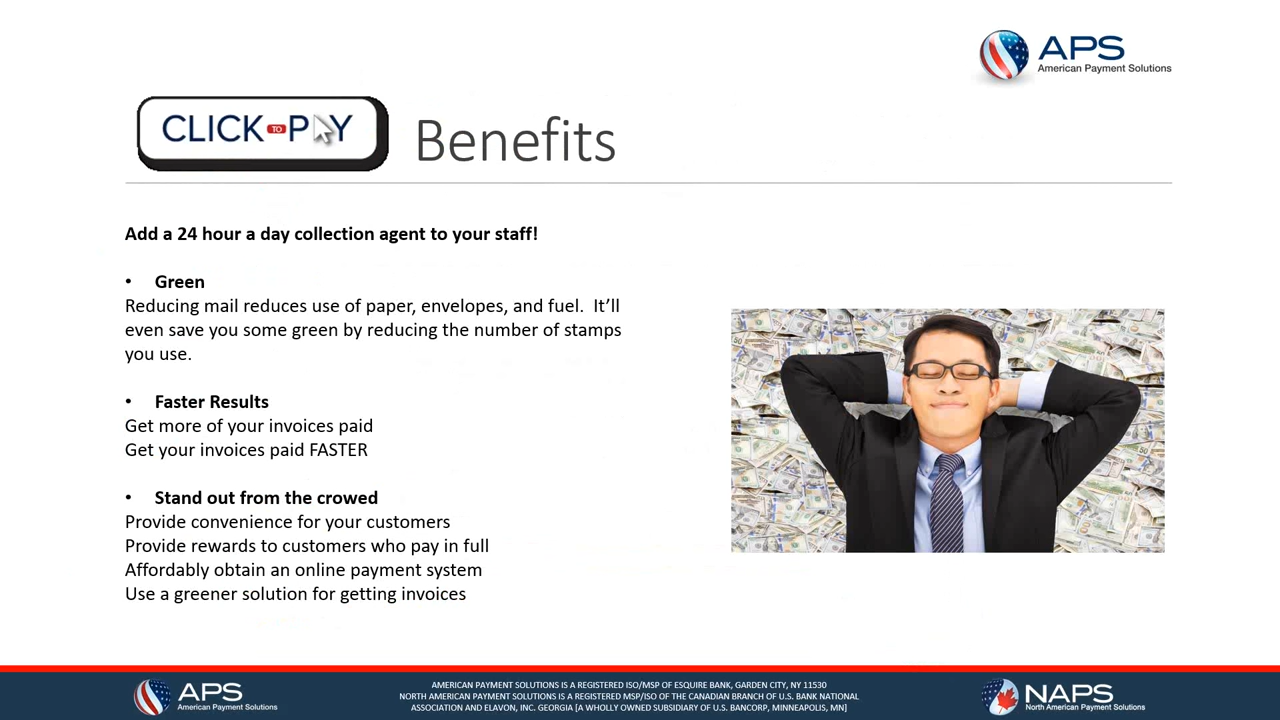 APS
American Payment Solutions
CLICK TO PAY Benefits
Add a 24 hour a day collection agent to your staff!
• Green
Reducing mail reduces use of paper, envelopes, and fuel.  It’ll
even save you some green by reducing the number of stamps
you use.
• Faster Results
Get more of your invoices paid
Get your invoices paid FASTER
• Stand out from the crowed
Provide convenience for your customers
Provide rewards to customers who pay in full
Affordably obtain an online payment system
Use a greener solution for getting invoices
APS
American Payment Solutions
AMERICAN PAYMENT SOLUTIONS IS A REGISTERED ISO/MSP OF ESQUIRE BANK, GARDEN CITY, NY 11530
NORTH AMERICAN PAYMENT SOLUTIONS IS A REGISTERED MSP/ISO OF THE CANADIAN BRANCH OF U.S. BANK NATIONAL
ASSOCIATION AND ELAVON, INC. GEORGIA [A WHOLLY OWNED SUBSIDIARY OF U.S. BANCORP, MINNEAPOLIS, MN]
NAPS
North American Payment Solutions